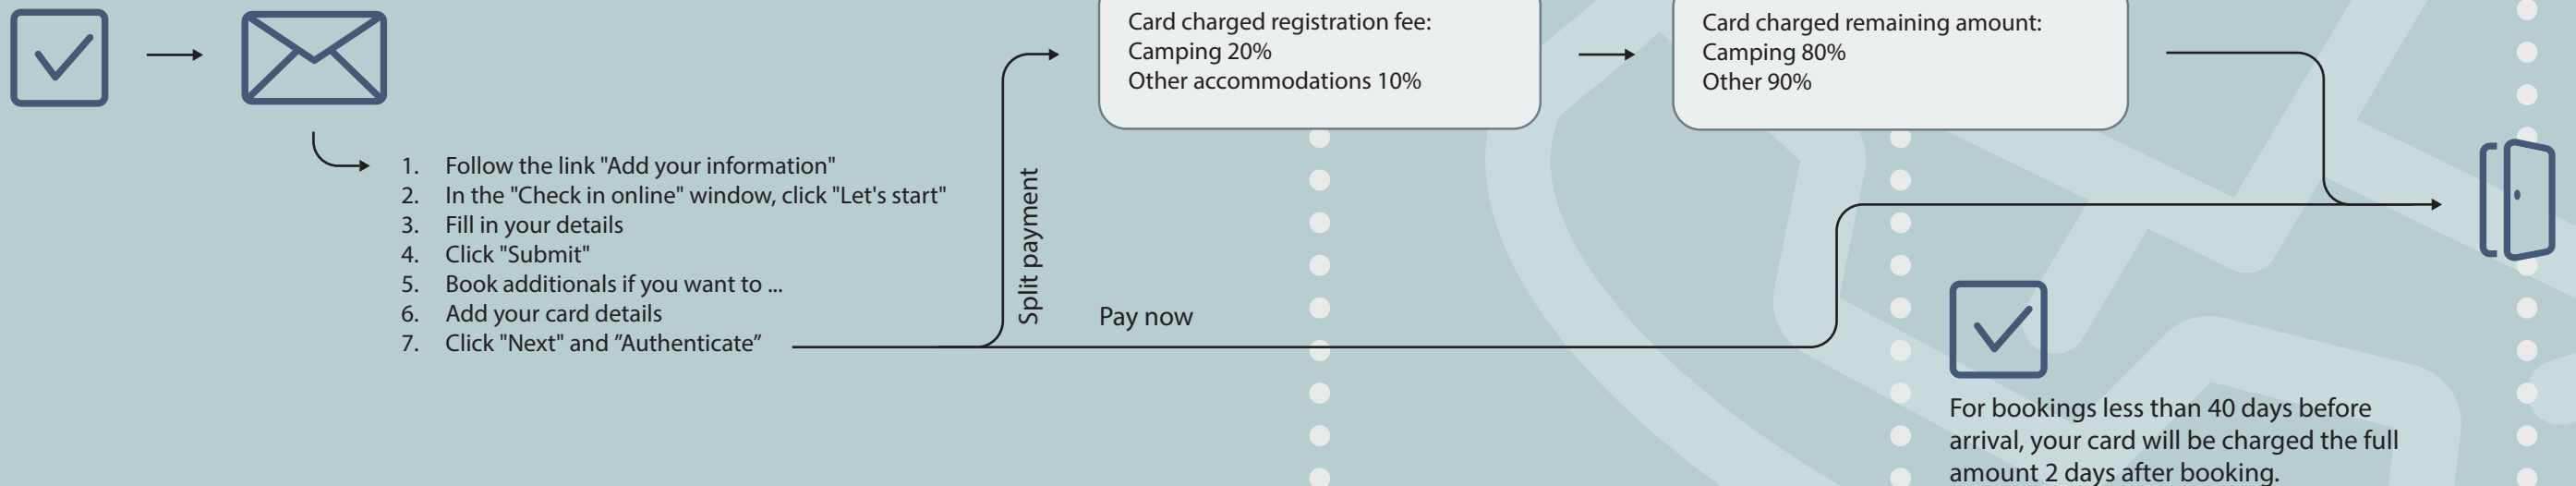 Card charged registration fee:
Camping 20%
Other accommodations 10%
Card charged remaining amount:
Camping 80%
Other 90%
1. Follow the link "Add your information"
2. In the "Check in online" window, click "Let's start"
3. Fill in your details
4. Click "Submit"
5. Book additionals if you want to ...
6. Add your card details
7. Click "Next" and ”Authenticate”
Split payment
Pay now
For bookings less than 40 days before
arrival, your card will be charged the full
amount 2 days after booking.